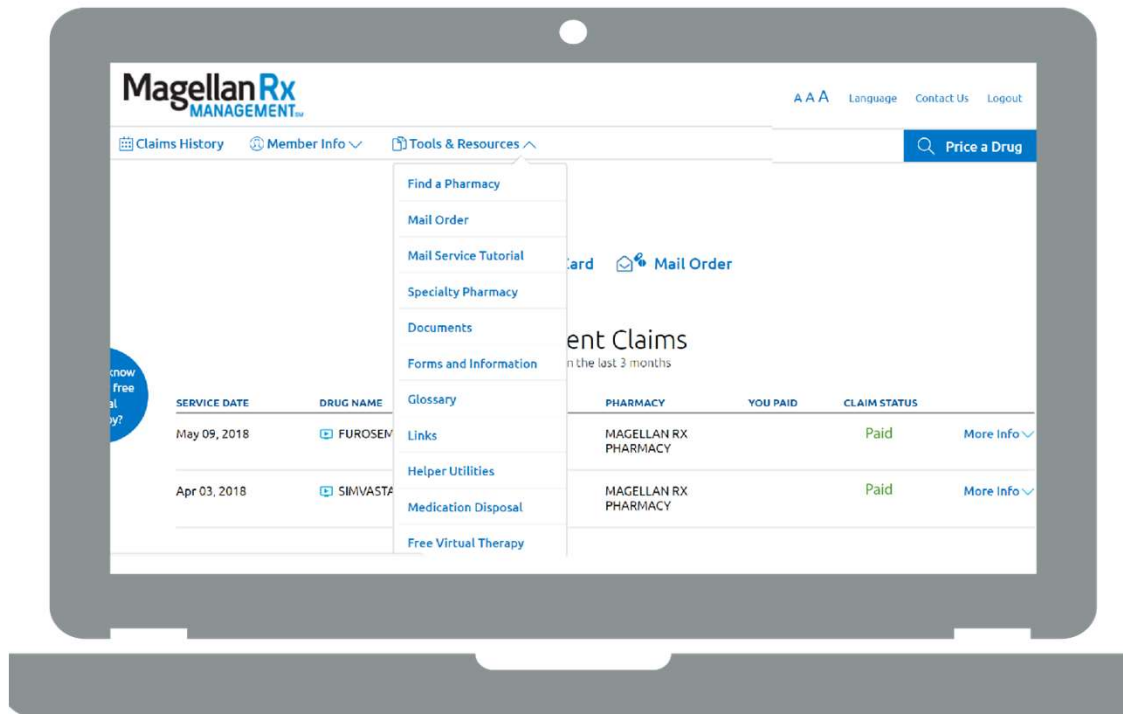 Magellan Rx
MANAGEMENT SM
A A A Language Contact Us Logout
Claims History Member Info Tools & Resources Price a Drug
Find a Pharmacy
Mail Order
Mail Service Tutorial
Specialty Pharmacy
Documents
Forms and Information
Glossary
Links
Helper Utilities
Medication Disposal
Free Virtual Therapy
ard Mail Order
ent Claims
n the last 3 months
know
free
al
py?
SERVICE DATE DRUG NAME PHARMACY YOU PAID CLAIM STATUS
May 09, 2018 FUROSEM MAGELLAN RX PHARMACY Paid More Info
Apr 03, 2018 SIMVASTA MAGELLAN RX PHARMACY Paid More Info